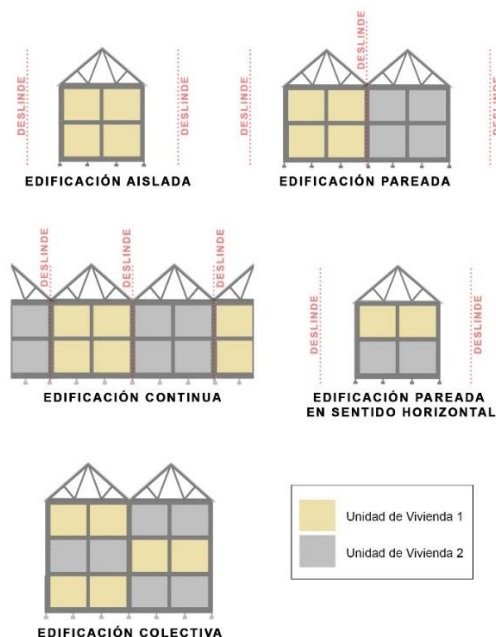 DESLINDE
DESLINDE
EDIFICACIÓN AISLADA
DESLINDE
DESLINDE
DESLINDE
EDIFICACIÓN PAREADA
DESLINDE
DESLINDE
DESLINDE
EDIFICACIÓN CONTINUA
DESLINDE
DESLINDE
EDIFICACIÓN PAREADA
EN SENTIDO HORIZONTAL
EDIFICACIÓN COLECTIVA
Unidad de Vivienda 1
Unidad de Vivienda 2